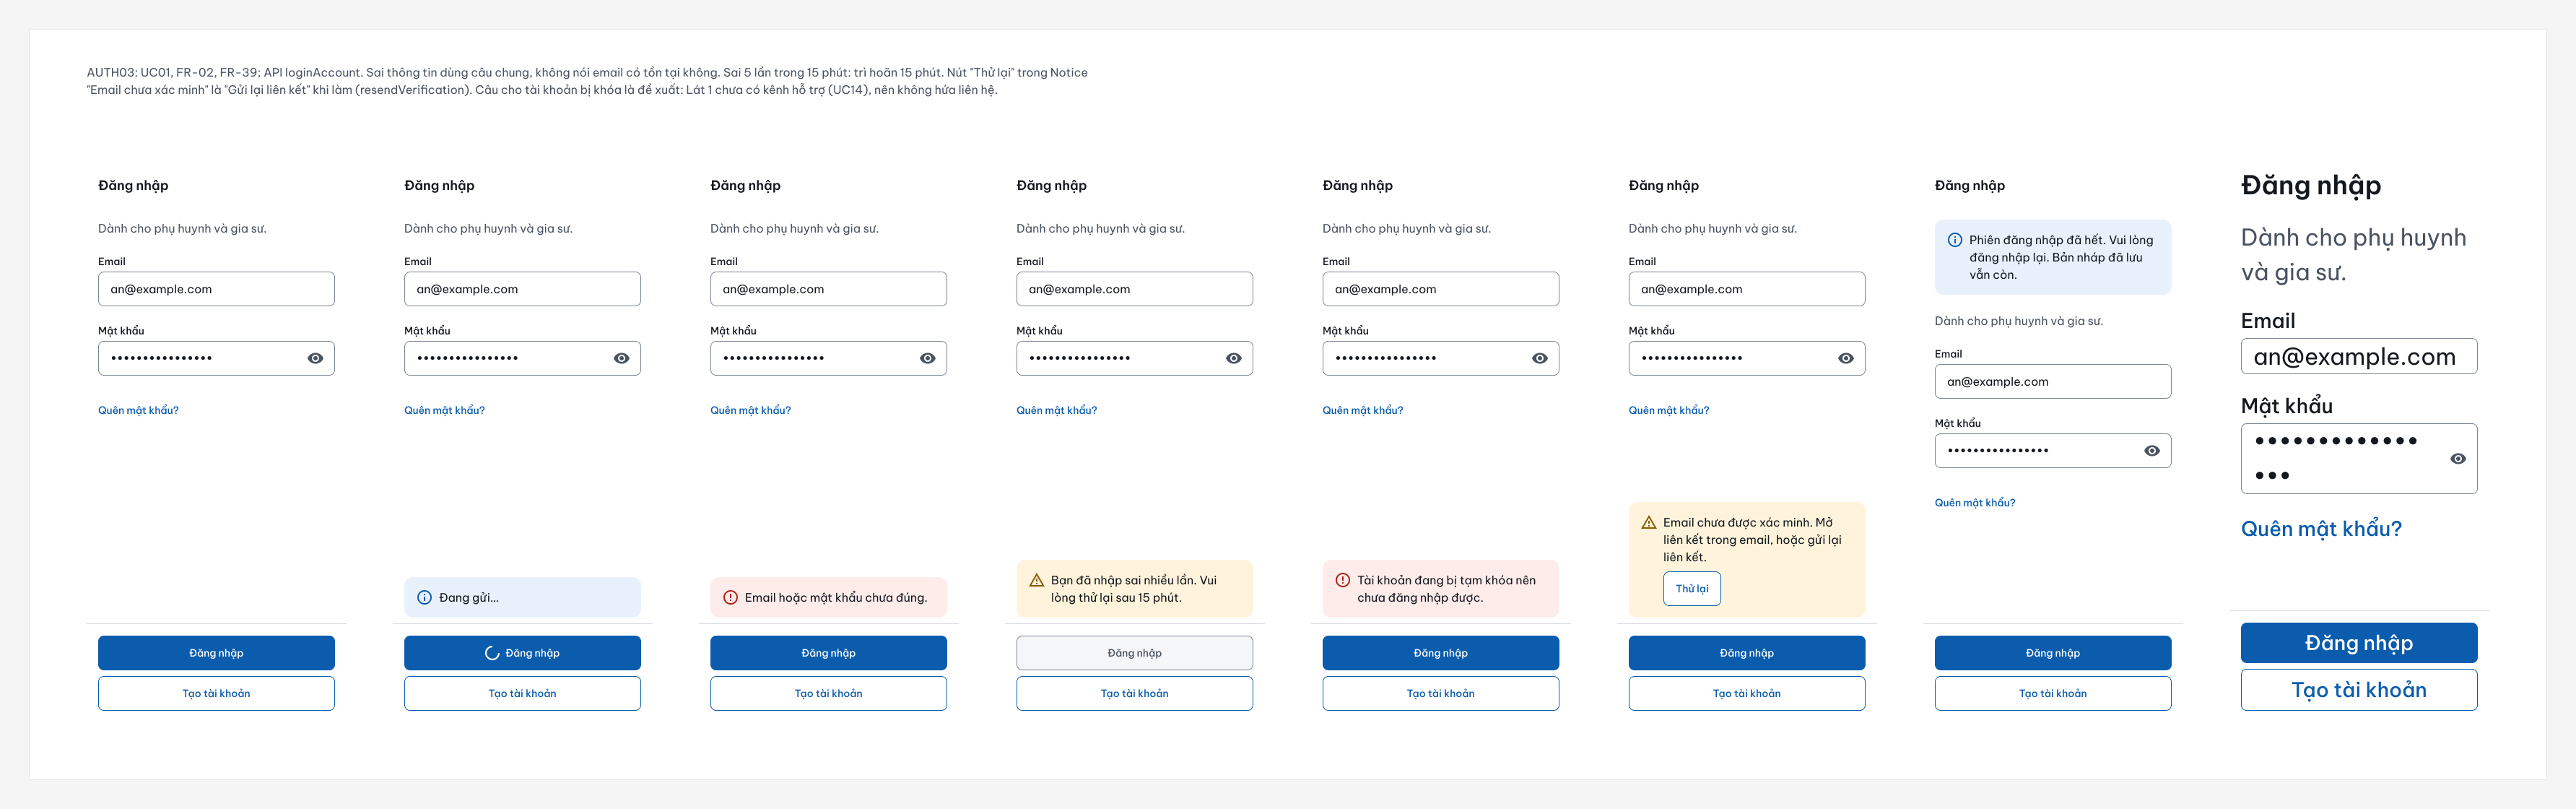 AUTH03: UC01, FR-02, FR-39; API loginAccount. Sai thông tin dùng câu chung, không nói email có tồn tại không. Sai 5 lần trong 15 phút: trì hoãn 15 phút. Nút "Thử lại" trong Notice
"Email chưa xác minh" là "Gửi lại liên kết" khi làm (resendVerification). Câu cho tài khoản bị khóa là đề xuất: Lát 1 chưa có kênh hỗ trợ (UC14), nên không hứa liên hệ.
Đăng nhập
Dành cho phụ huynh và gia sư.
Email
an@example.com
Mật khẩu
••••••••••••••••
Quên mật khẩu?
Đăng nhập
Tạo tài khoản
Đăng nhập
Dành cho phụ huynh và gia sư.
Email
an@example.com
Mật khẩu
••••••••••••••••
Quên mật khẩu?
Đang gửi...
Đăng nhập
Tạo tài khoản
Đăng nhập
Dành cho phụ huynh và gia sư.
Email
an@example.com
Mật khẩu
••••••••••••••••
Quên mật khẩu?
Email hoặc mật khẩu chưa đúng.
Đăng nhập
Tạo tài khoản
Đăng nhập
Dành cho phụ huynh và gia sư.
Email
an@example.com
Mật khẩu
••••••••••••••••
Quên mật khẩu?
Bạn đã nhập sai nhiều lần. Vui
lòng thử lại sau 15 phút.
Đăng nhập
Tạo tài khoản
Đăng nhập
Dành cho phụ huynh và gia sư.
Email
an@example.com
Mật khẩu
••••••••••••••••
Quên mật khẩu?
Tài khoản đang bị tạm khóa nên
chưa đăng nhập được.
Đăng nhập
Tạo tài khoản
Đăng nhập
Dành cho phụ huynh và gia sư.
Email
an@example.com
Mật khẩu
••••••••••••••••
Quên mật khẩu?
Email chưa được xác minh. Mở
liên kết trong email, hoặc gửi lại
liên kết.
Thử lại
Đăng nhập
Tạo tài khoản
Đăng nhập
Phiên đăng nhập đã hết. Vui lòng
đăng nhập lại. Bản nháp đã lưu
vẫn còn.
Dành cho phụ huynh và gia sư.
Email
an@example.com
Mật khẩu
••••••••••••••••
Quên mật khẩu?
Đăng nhập
Tạo tài khoản
Đăng nhập
Dành cho phụ huynh
và gia sư.
Email
an@example.com
Mật khẩu
•••••••••••••
•••
Quên mật khẩu?
Đăng nhập
Tạo tài khoản